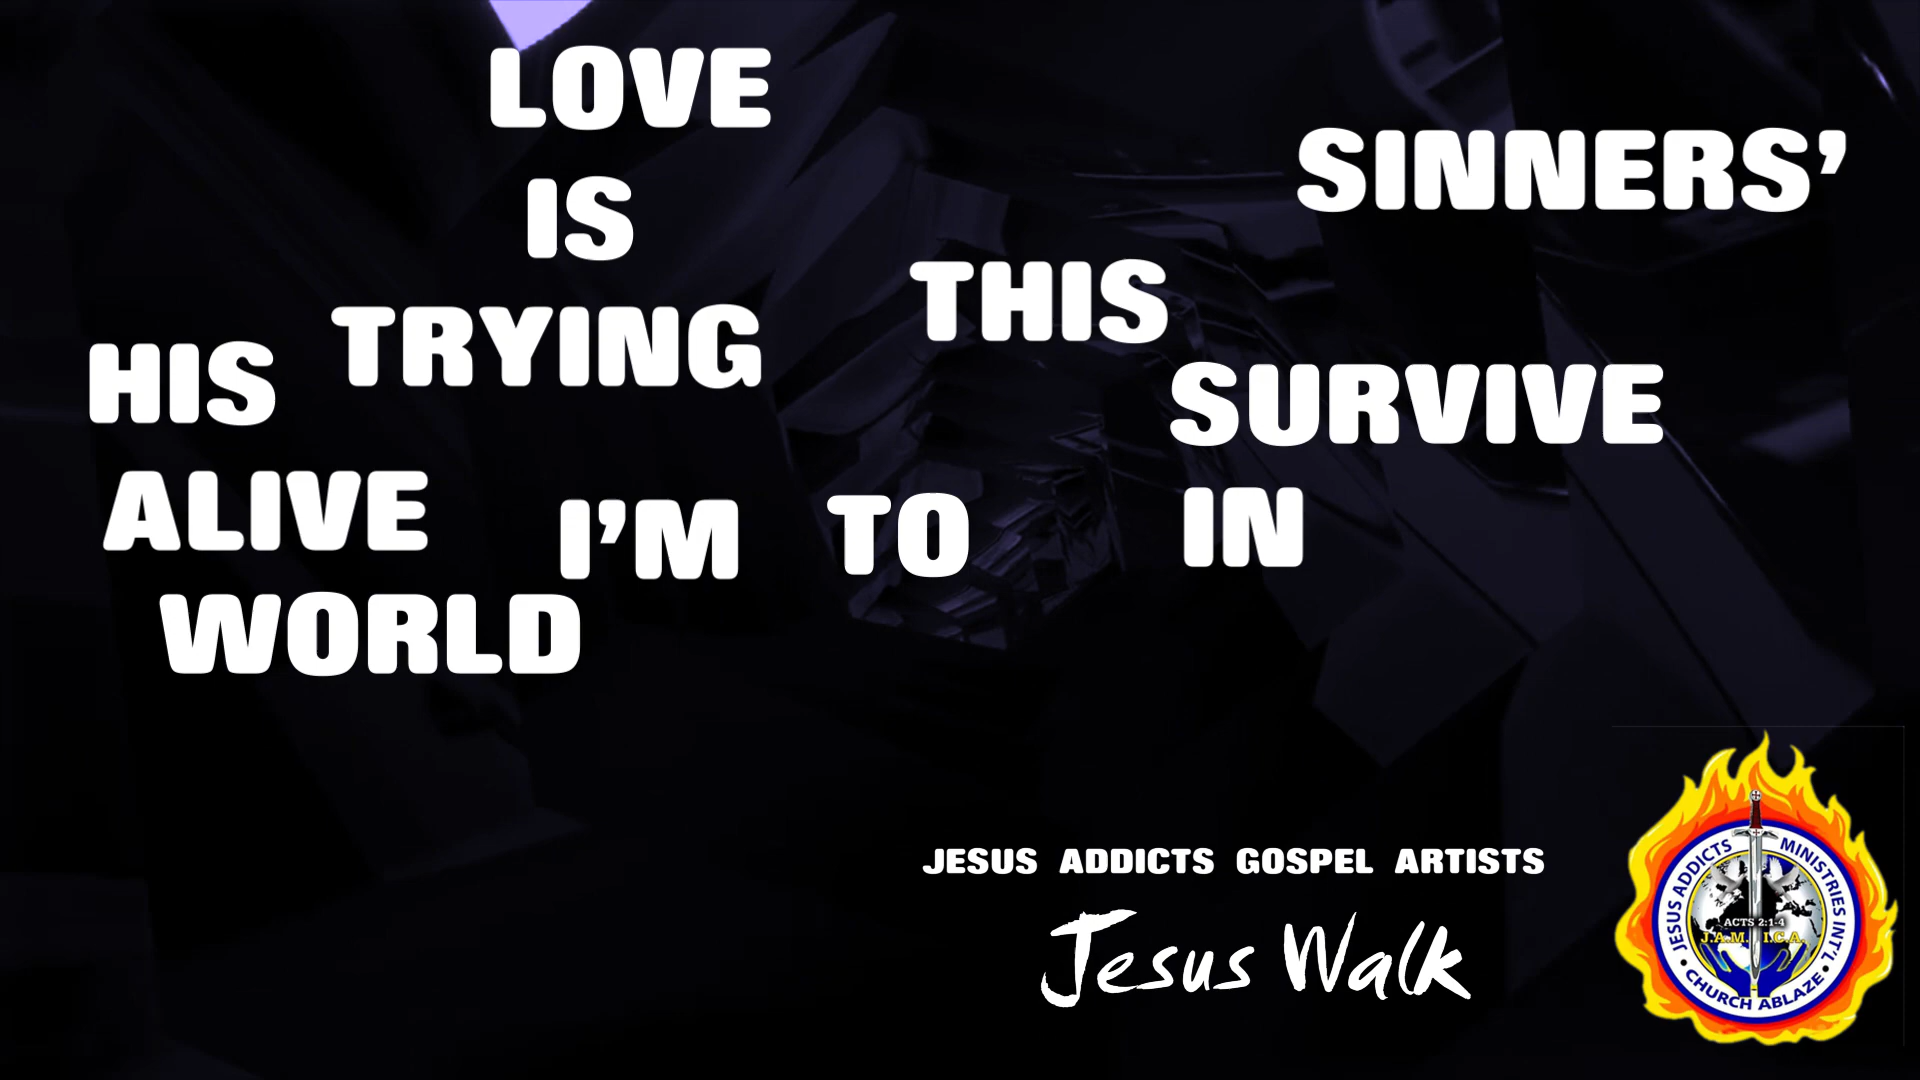 LOVE
IS
TRYING
HIS
ALIVE
I'M
WORLD
SINNERS'
THIS
SURVIVE
TO
IN
JESUS ADDICTS GOSPEL ARTISTS
Jesus Walk
JESUS ADDICTS MINISTRIES INT'L
• CHURCH ABLAZE •
ACTS 2:1-4
J.A.M. I.C.A.